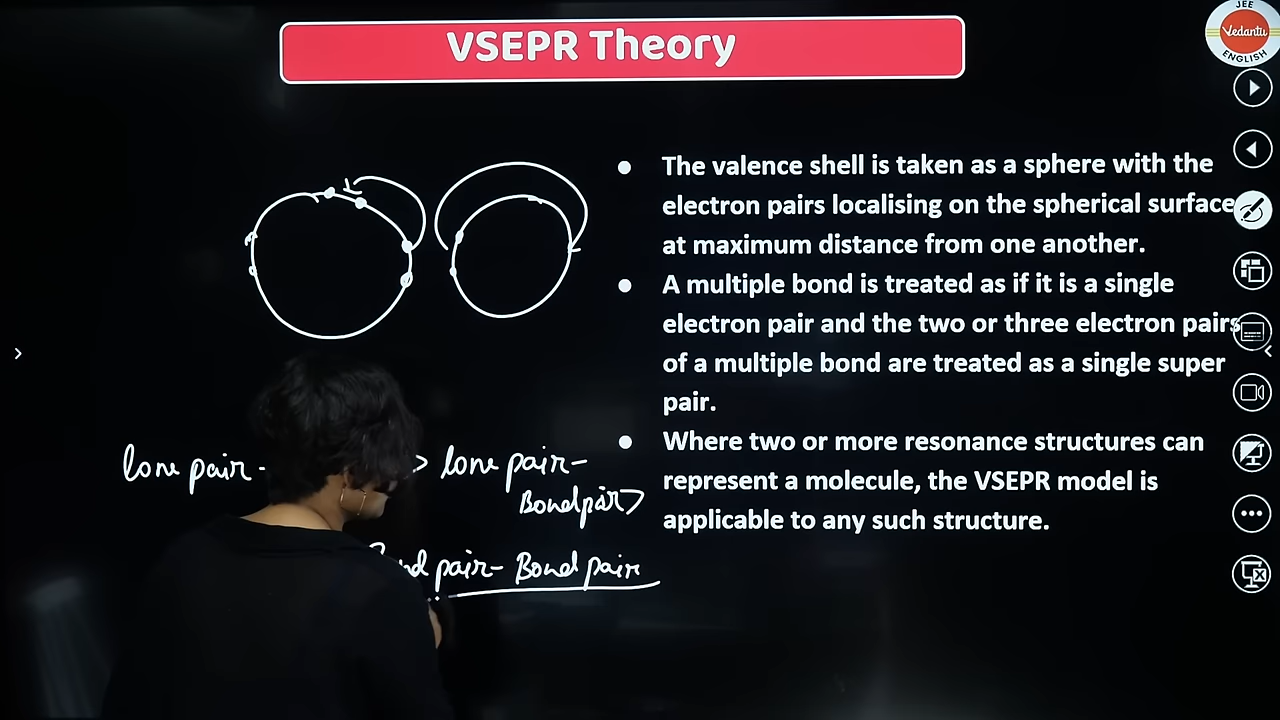 VSEPR Theory
JEE
Vedantu
ENGLISH
The valence shell is taken as a sphere with the
electron pairs localising on the spherical surface
at maximum distance from one another.
A multiple bond is treated as if it is a single
electron pair and the two or three electron pairs
of a multiple bond are treated as a single super
pair.
Where two or more resonance structures can
represent a molecule, the VSEPR model is
applicable to any such structure.
lone pair- > lone pair-
Bond pair >
pair- Bond pair